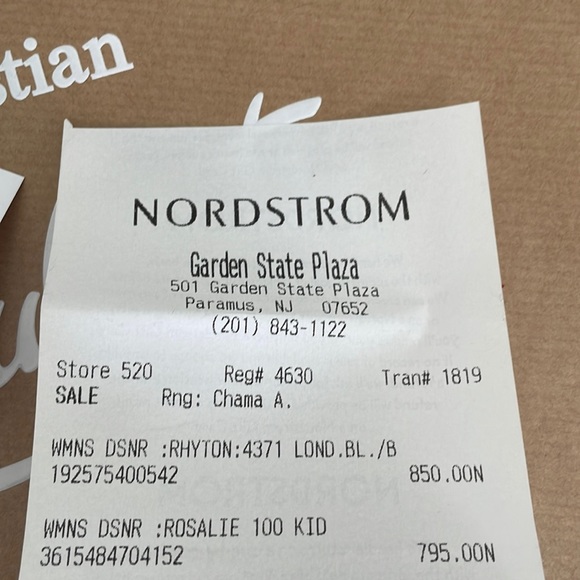 tian
NORDSTROM
Garden State Plaza
501 Garden State Plaza
Paramus, NJ 07652
(201) 843-1122
Store 520 Reg# 4630 Tran# 1819
SALE Rng: Chama A.
WMNS DSNR :RHYTON:4371 LOND.BL./B
192575400542 850.00N
WMNS DSNR :ROSALIE 100 KID
3615484704152 795.00N